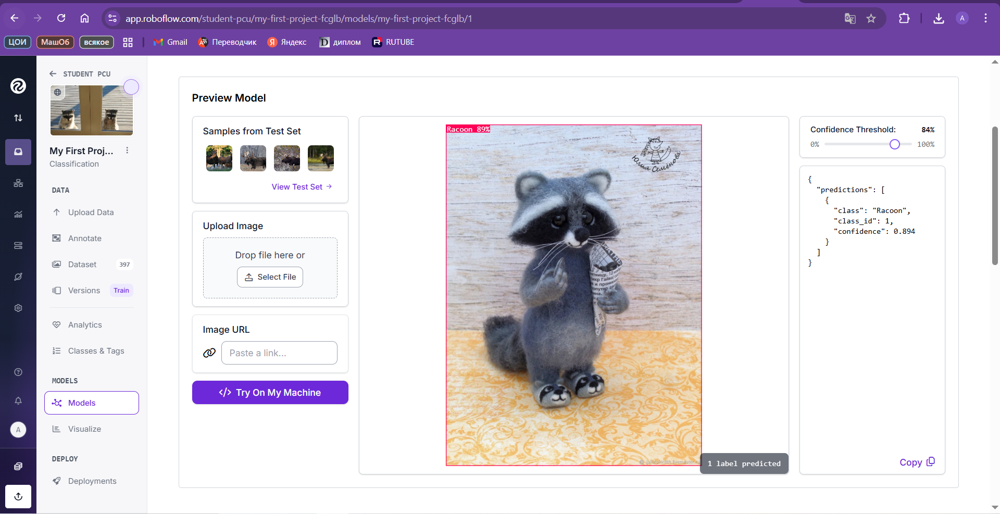 app.roboflow.com/student-pcu/my-first-project-fcglb/models/my-first-project-fcglb/1
A
ЦОИ
МашОб
всякое
Gmail
Переводчик
Яндекс
D диплом
RUTUBE
STUDENT PCU
My First Proj...
Classification
DATA
Upload Data
Annotate
Dataset 397
Versions Train
Analytics
Classes & Tags
MODELS
Models
Visualize
DEPLOY
Deployments
A
Preview Model
Samples from Test Set
View Test Set →
Upload Image
Drop file here or
Select File
Image URL
Paste a link...
</> Try On My Machine
Racoon 89%
Юлия Семёнова
1 label predicted
Confidence Threshold: 84%
0% 100%
{
"predictions": [
{
"class": "Racoon",
"class_id": 1,
"confidence": 0.894
}
]
}
Copy